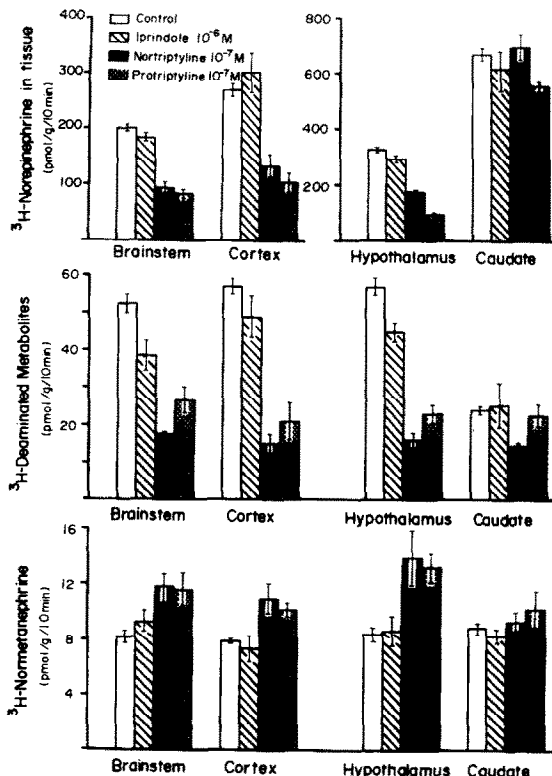 Control
Iprindole 10⁻⁶M
Nortriptyline 10⁻⁷M
Protriptyline 10⁻⁷M
³H-Norepinephrine in tissue
(pmol/g/10min)
300
200
100
Brainstem Cortex
800
600
400
200
Hypothalamus Caudate
³H-Deaminated Metabolites
(pmol/g/10min)
60
40
20
Brainstem Cortex Hypothalamus Caudate
³H-Normetanephrine
(pmol/g/10min)
16
12
8
4
Brainstem Cortex Hypothalamus Caudate